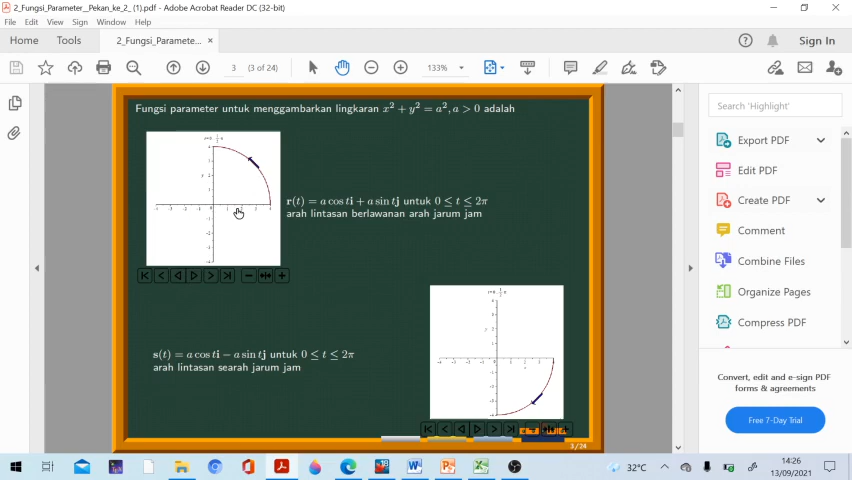 2_Fungsi_Parameter__Pekan_ke_2_ (1).pdf - Adobe Acrobat Reader DC (32-bit)
File Edit View Sign Window Help
Home Tools 2_Fungsi_Paramete... × Sign In
3 (3 of 24) 133%
Fungsi parameter untuk menggambarkan lingkaran x² + y² = a², a > 0 adalah
r(t) = a cos ti + a sin tj untuk 0 ≤ t ≤ 2π
arah lintasan berlawanan arah jarum jam
s(t) = a cos ti − a sin tj untuk 0 ≤ t ≤ 2π
arah lintasan searah jarum jam
3/24
Search 'Highlight'
Export PDF
Edit PDF
Create PDF
Comment
Combine Files
Organize Pages
Compress PDF
Convert, edit and e-sign PDF
forms & agreements
Free 7-Day Trial
32°C
14:26
13/09/2021